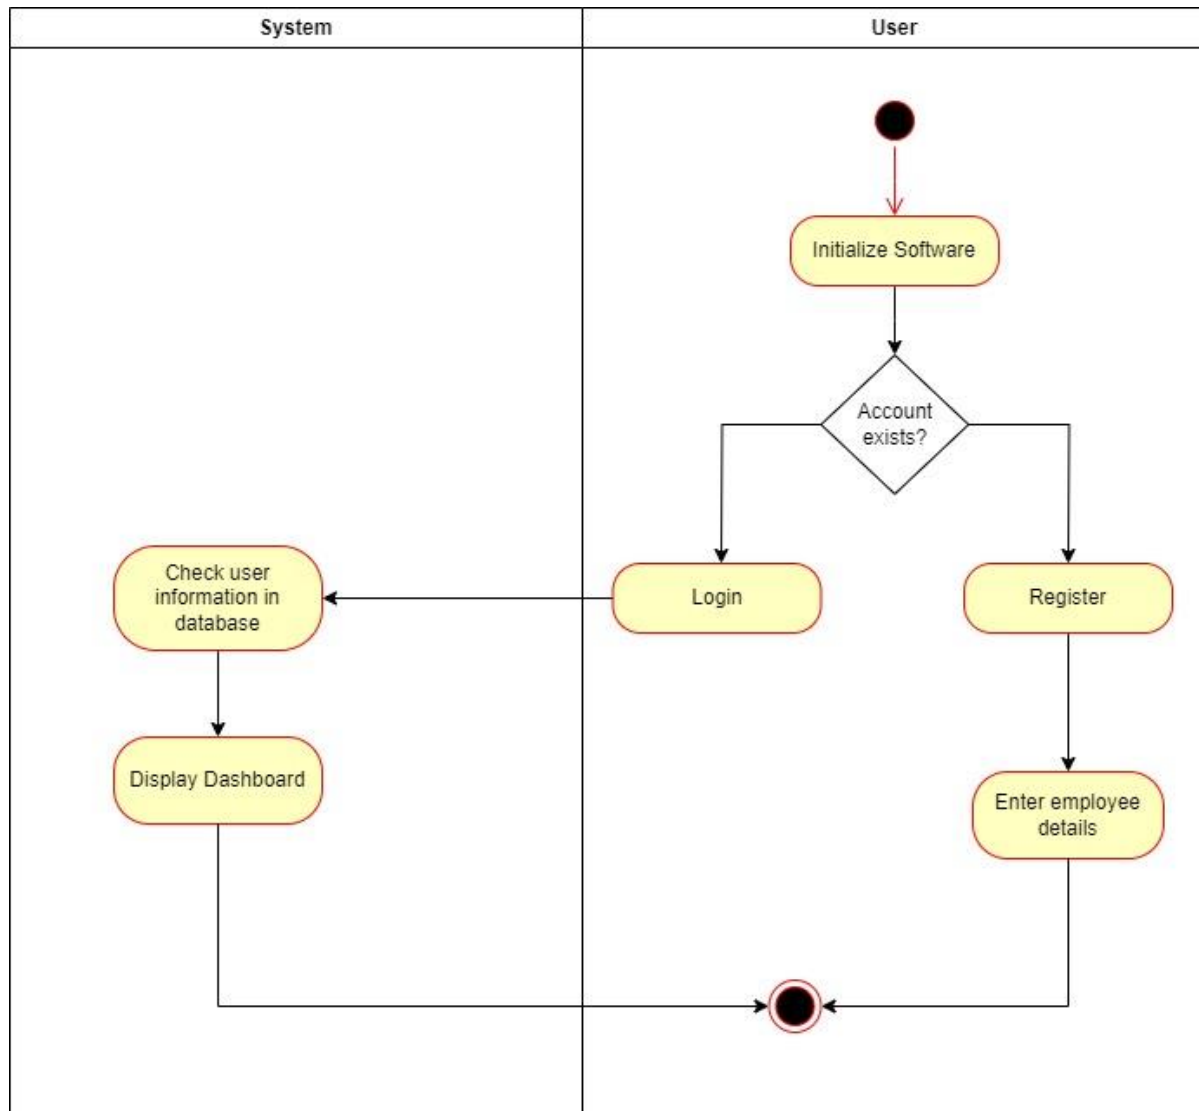 System
User
Initialize Software
Account
exists?
Check user
information in
database
Login
Register
Display Dashboard
Enter employee
details